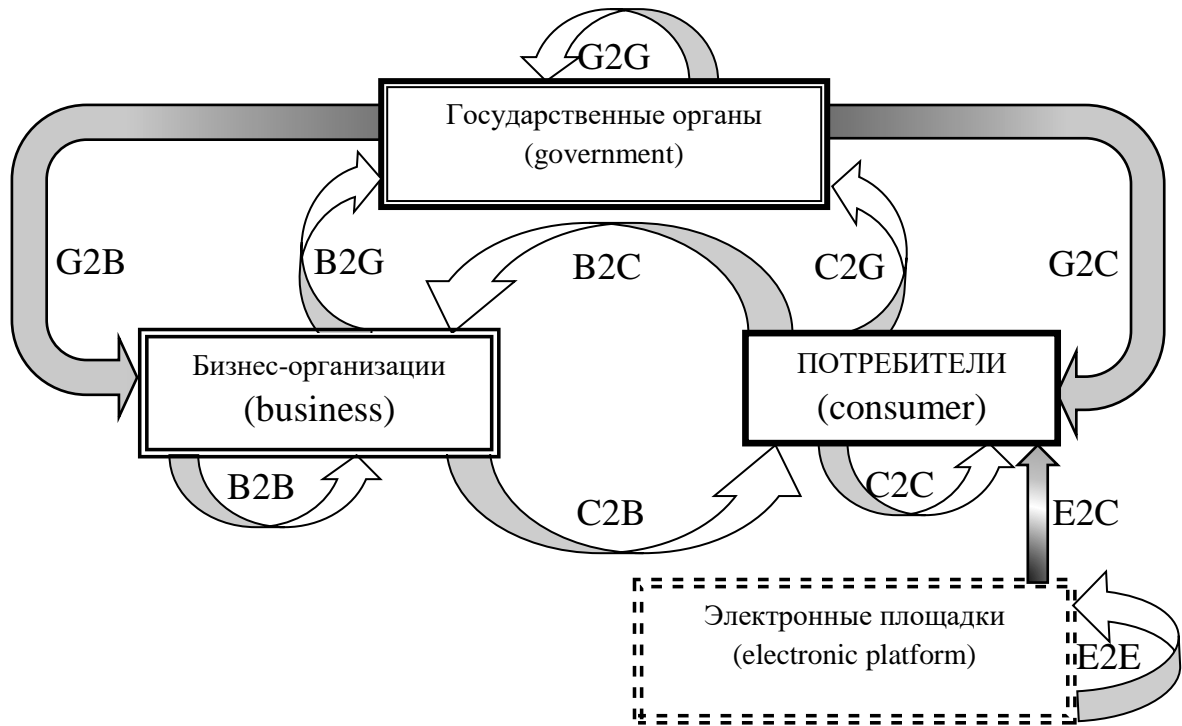 G2G
Государственные органы
(government)
G2B
B2G
B2C
C2G
G2C
Бизнес-организации
(business)
ПОТРЕБИТЕЛИ
(consumer)
B2B
C2B
C2C
E2C
Электронные площадки
(electronic platform)
E2E